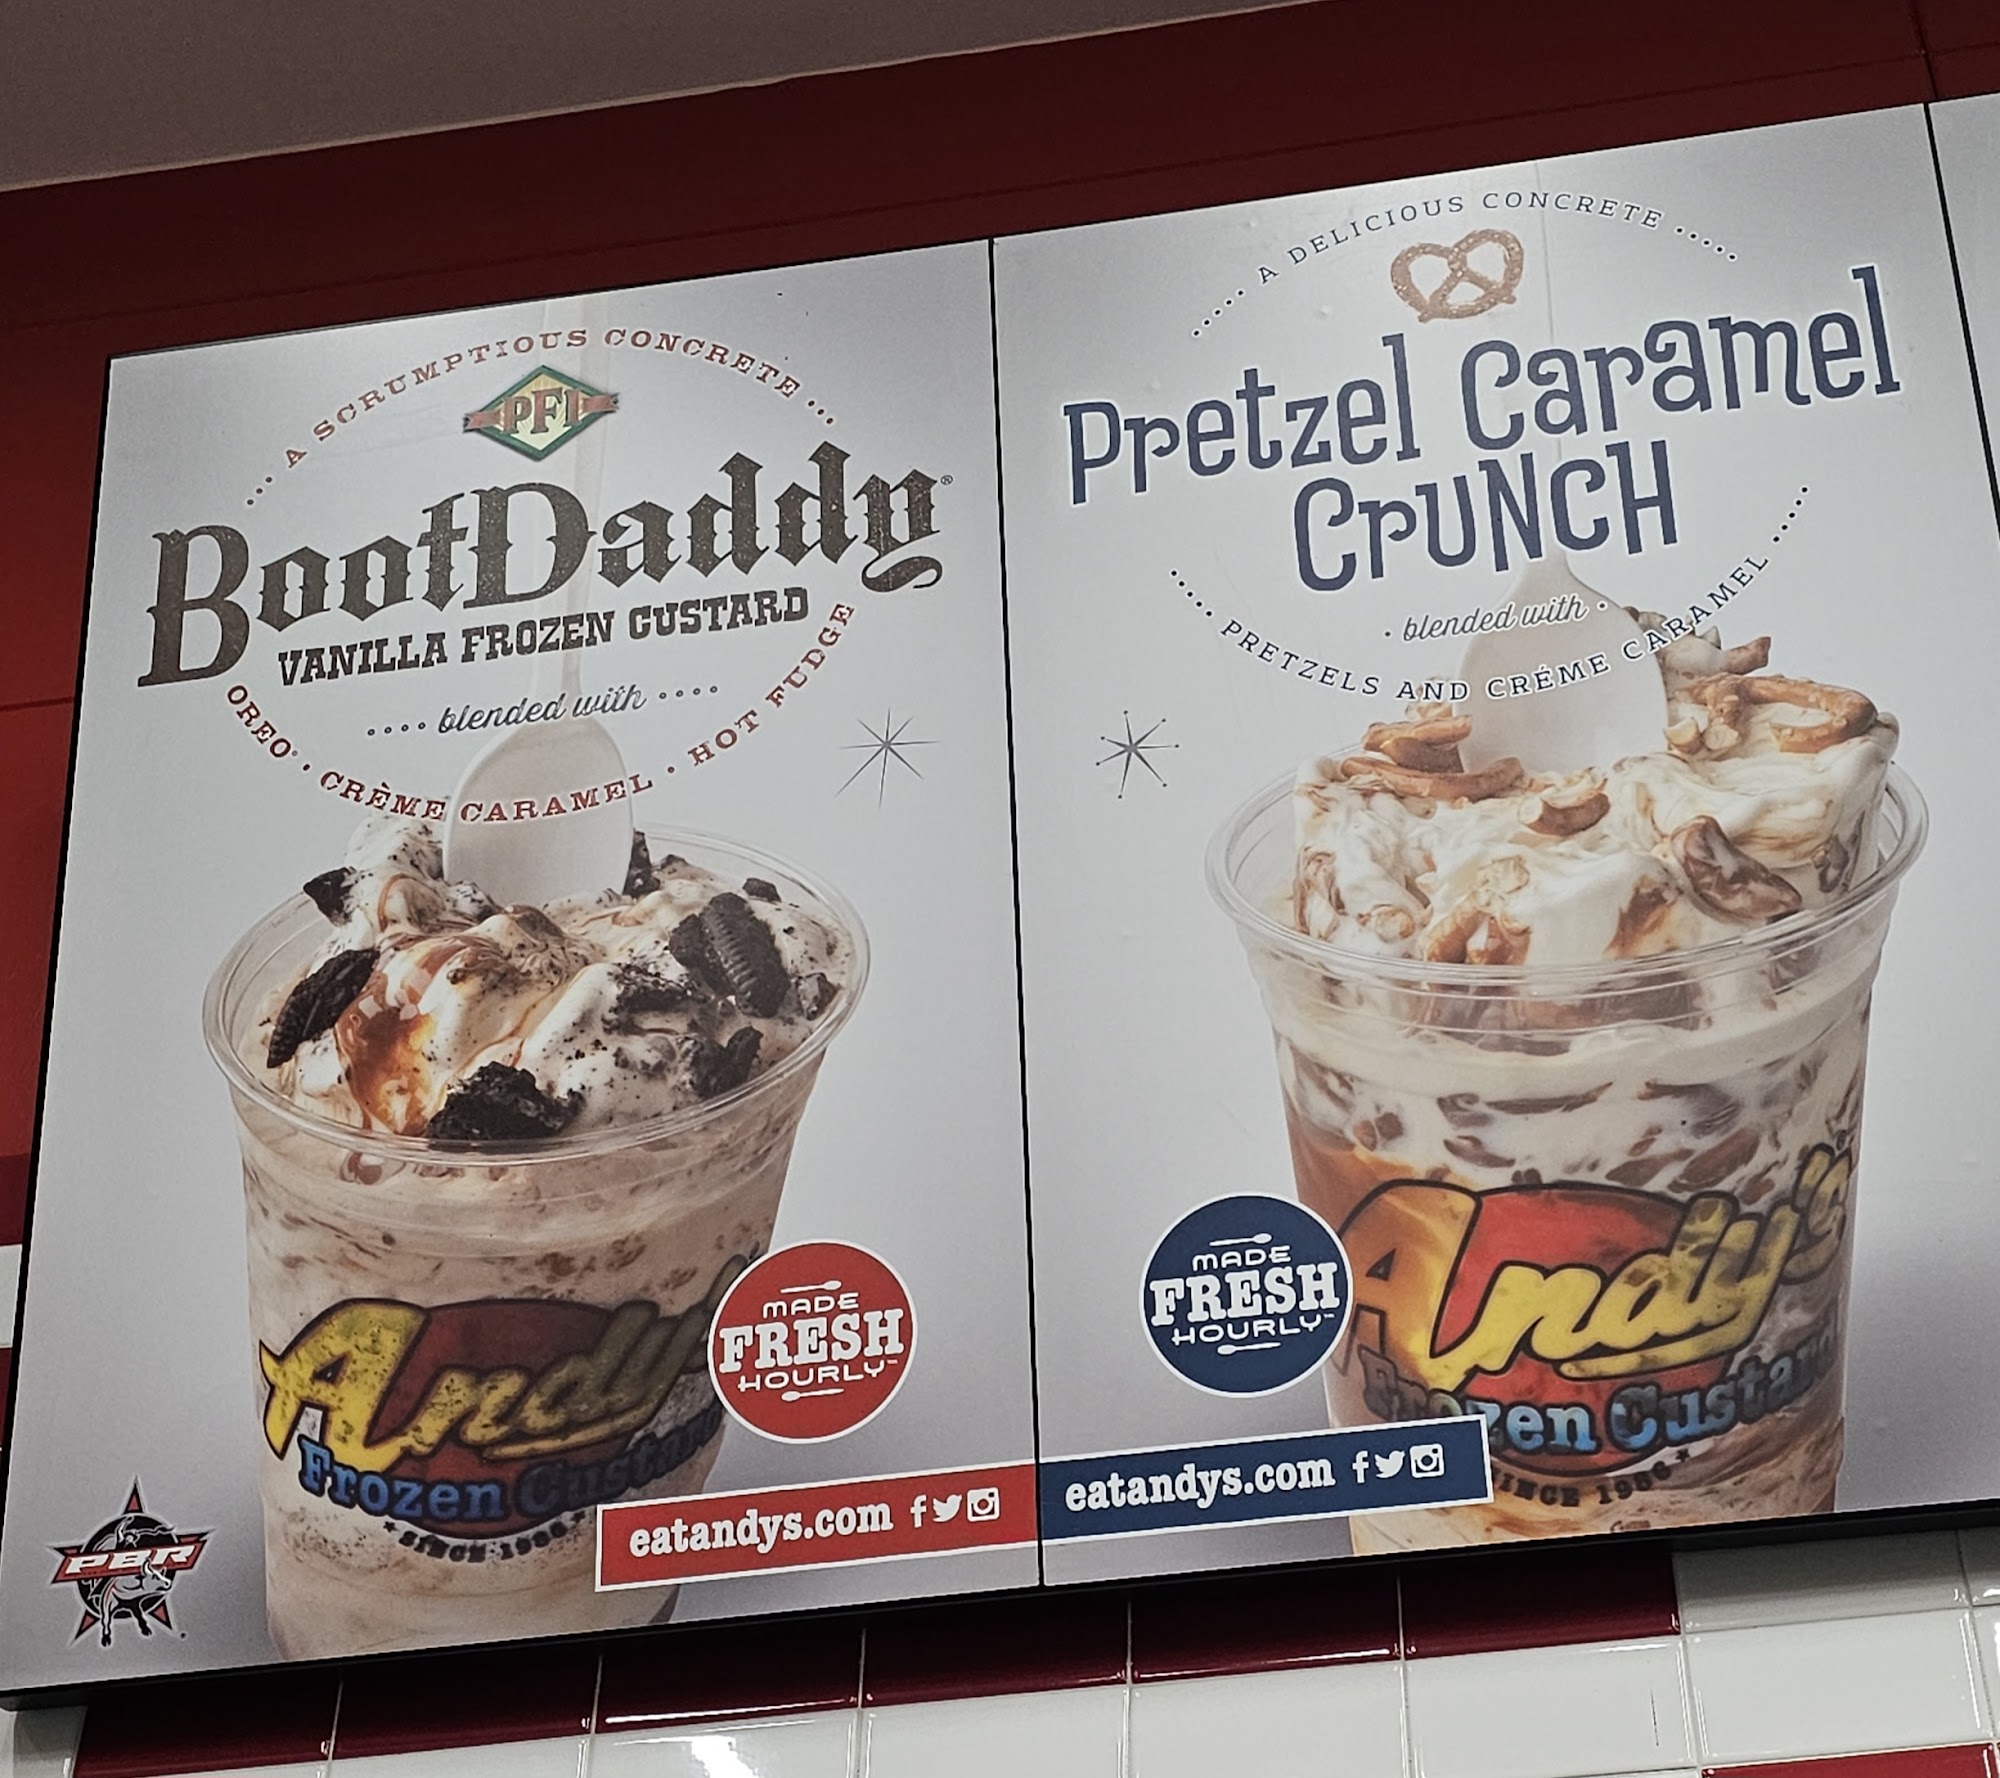 ... A SCRUMPTIOUS CONCRETE ...
PFI
BootDaddy®
VANILLA FROZEN CUSTARD
.... blended with ....
OREO® · CRÈME CARAMEL · HOT FUDGE
Andy's
Frozen Custard
★ SINCE 1986 ★
MADE
FRESH
HOURLY™
eatandys.com
PBR
..... A DELICIOUS CONCRETE .....
Pretzel Caramel
CrUNCH
· blended with ·
..... PRETZELS AND CRÉME CARAMEL .....
MADE
FRESH
HOURLY™
Andy's
Frozen Custard
SINCE 1986 ★
eatandys.com